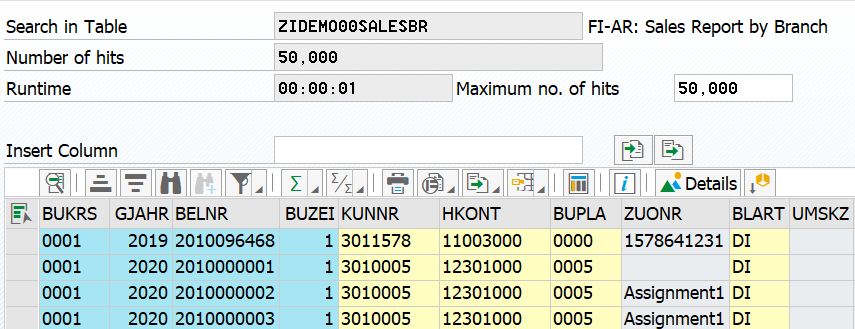 Search in Table ZIDEMO00SALESBR FI-AR: Sales Report by Branch
Number of hits 50,000
Runtime 00:00:01 Maximum no. of hits 50,000
Insert Column
Details
BUKRS GJAHR BELNR BUZEI KUNNR HKONT BUPLA ZUONR BLART UMSKZ
0001 2019 2010096468 1 3011578 11003000 0000 1578641231 DI
0001 2020 2010000001 1 3010005 12301000 0005 DI
0001 2020 2010000002 1 3010005 12301000 0005 Assignment1 DI
0001 2020 2010000003 1 3010005 12301000 0005 Assignment1 DI